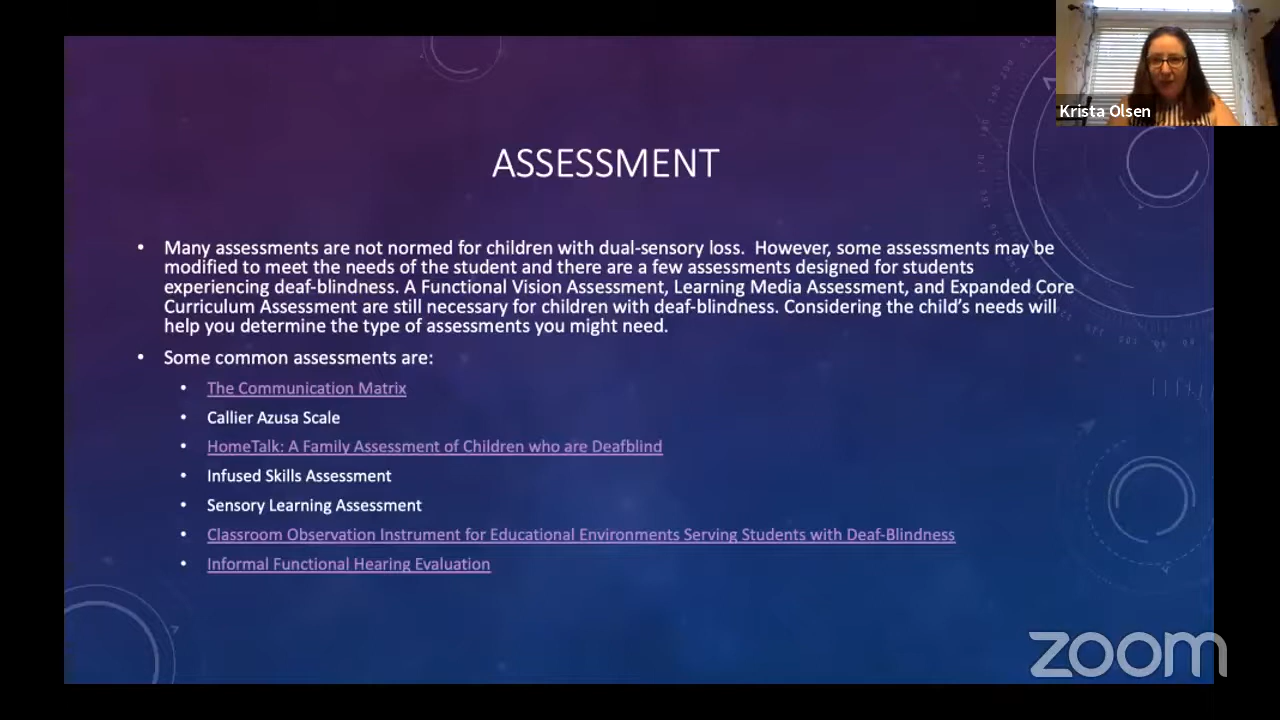 Krista Olsen
ASSESSMENT
• Many assessments are not normed for children with dual-sensory loss.  However, some assessments may be
modified to meet the needs of the student and there are a few assessments designed for students
experiencing deaf-blindness. A Functional Vision Assessment, Learning Media Assessment, and Expanded Core
Curriculum Assessment are still necessary for children with deaf-blindness. Considering the child’s needs will
help you determine the type of assessments you might need.
• Some common assessments are:
• The Communication Matrix
• Callier Azusa Scale
• HomeTalk: A Family Assessment of Children who are Deafblind
• Infused Skills Assessment
• Sensory Learning Assessment
• Classroom Observation Instrument for Educational Environments Serving Students with Deaf-Blindness
• Informal Functional Hearing Evaluation
zoom